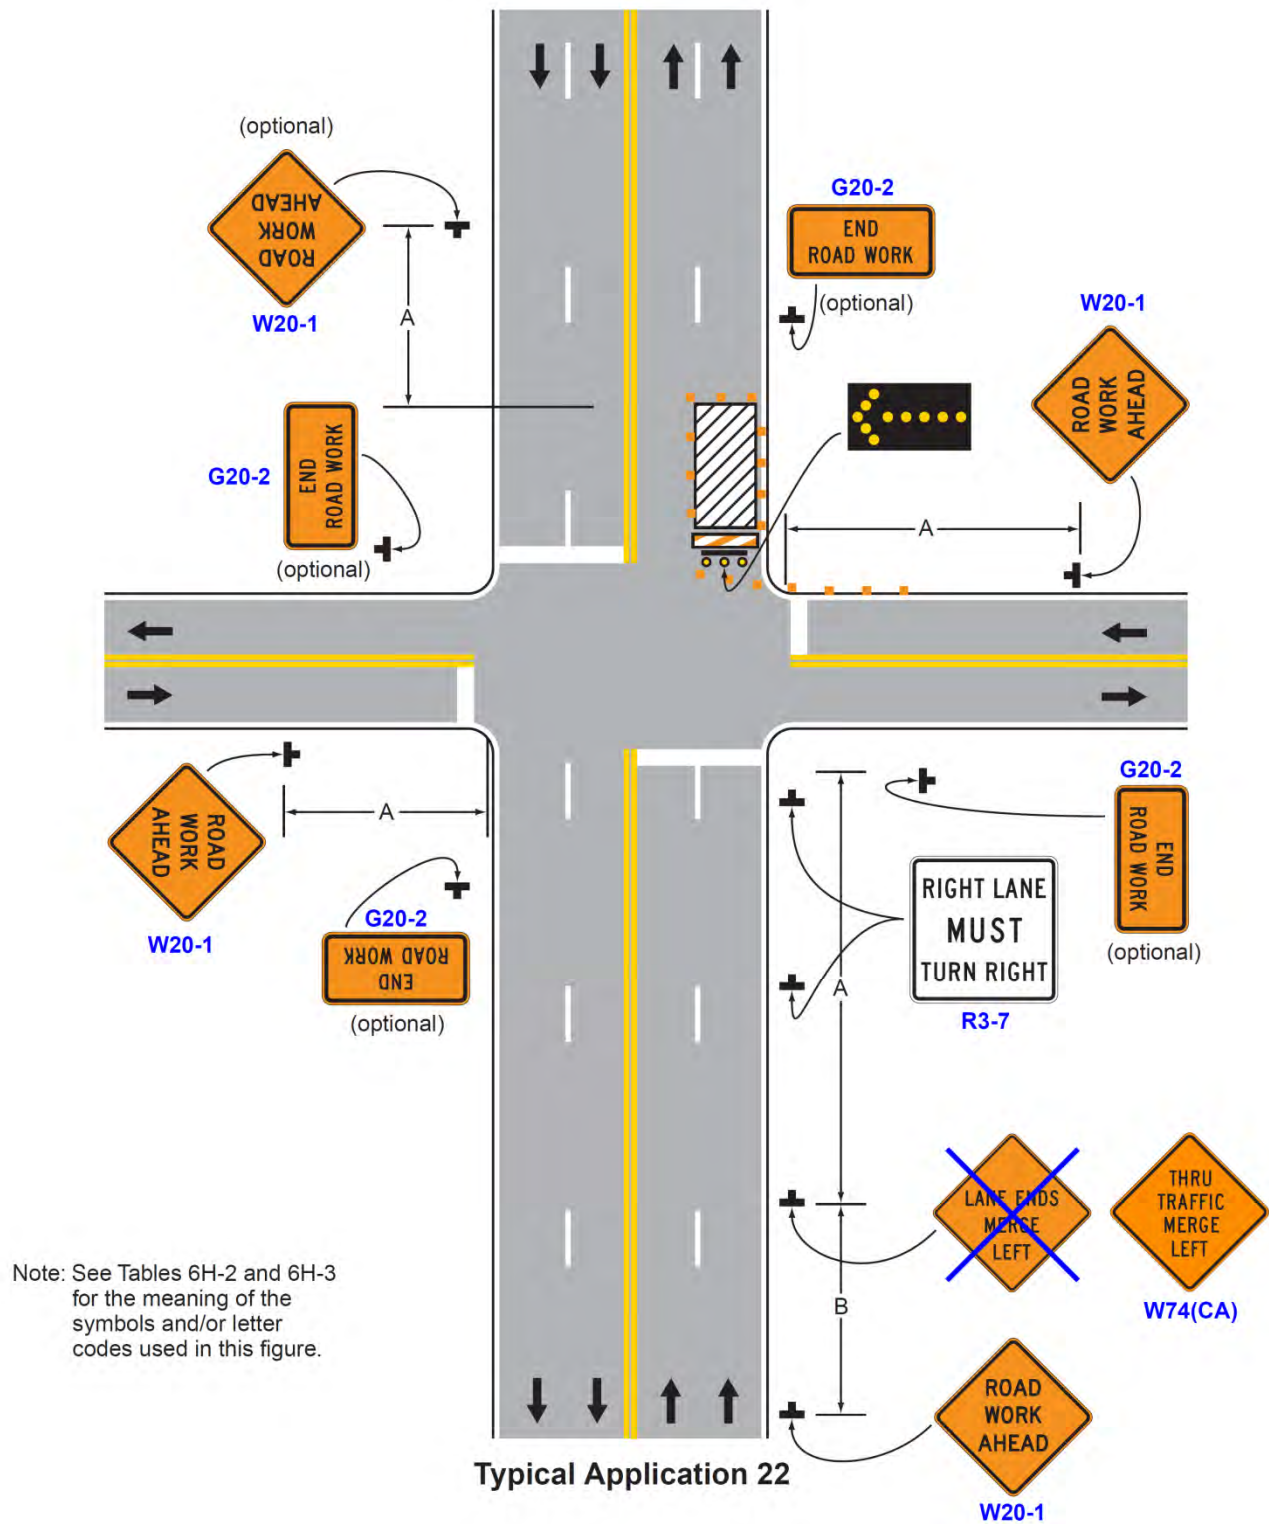 (optional)
ROAD
WORK
AHEAD
W20-1
A
G20-2
END
ROAD WORK
(optional)
G20-2
END
ROAD WORK
(optional)
W20-1
ROAD
WORK
AHEAD
A
A
ROAD
WORK
AHEAD
W20-1
G20-2
END
ROAD WORK
(optional)
G20-2
END
ROAD WORK
(optional)
RIGHT LANE
MUST
TURN RIGHT
R3-7
A
LANE ENDS
MERGE
LEFT
THRU
TRAFFIC
MERGE
LEFT
W74(CA)
B
ROAD
WORK
AHEAD
W20-1
Note: See Tables 6H-2 and 6H-3
for the meaning of the
symbols and/or letter
codes used in this figure.
Typical Application 22